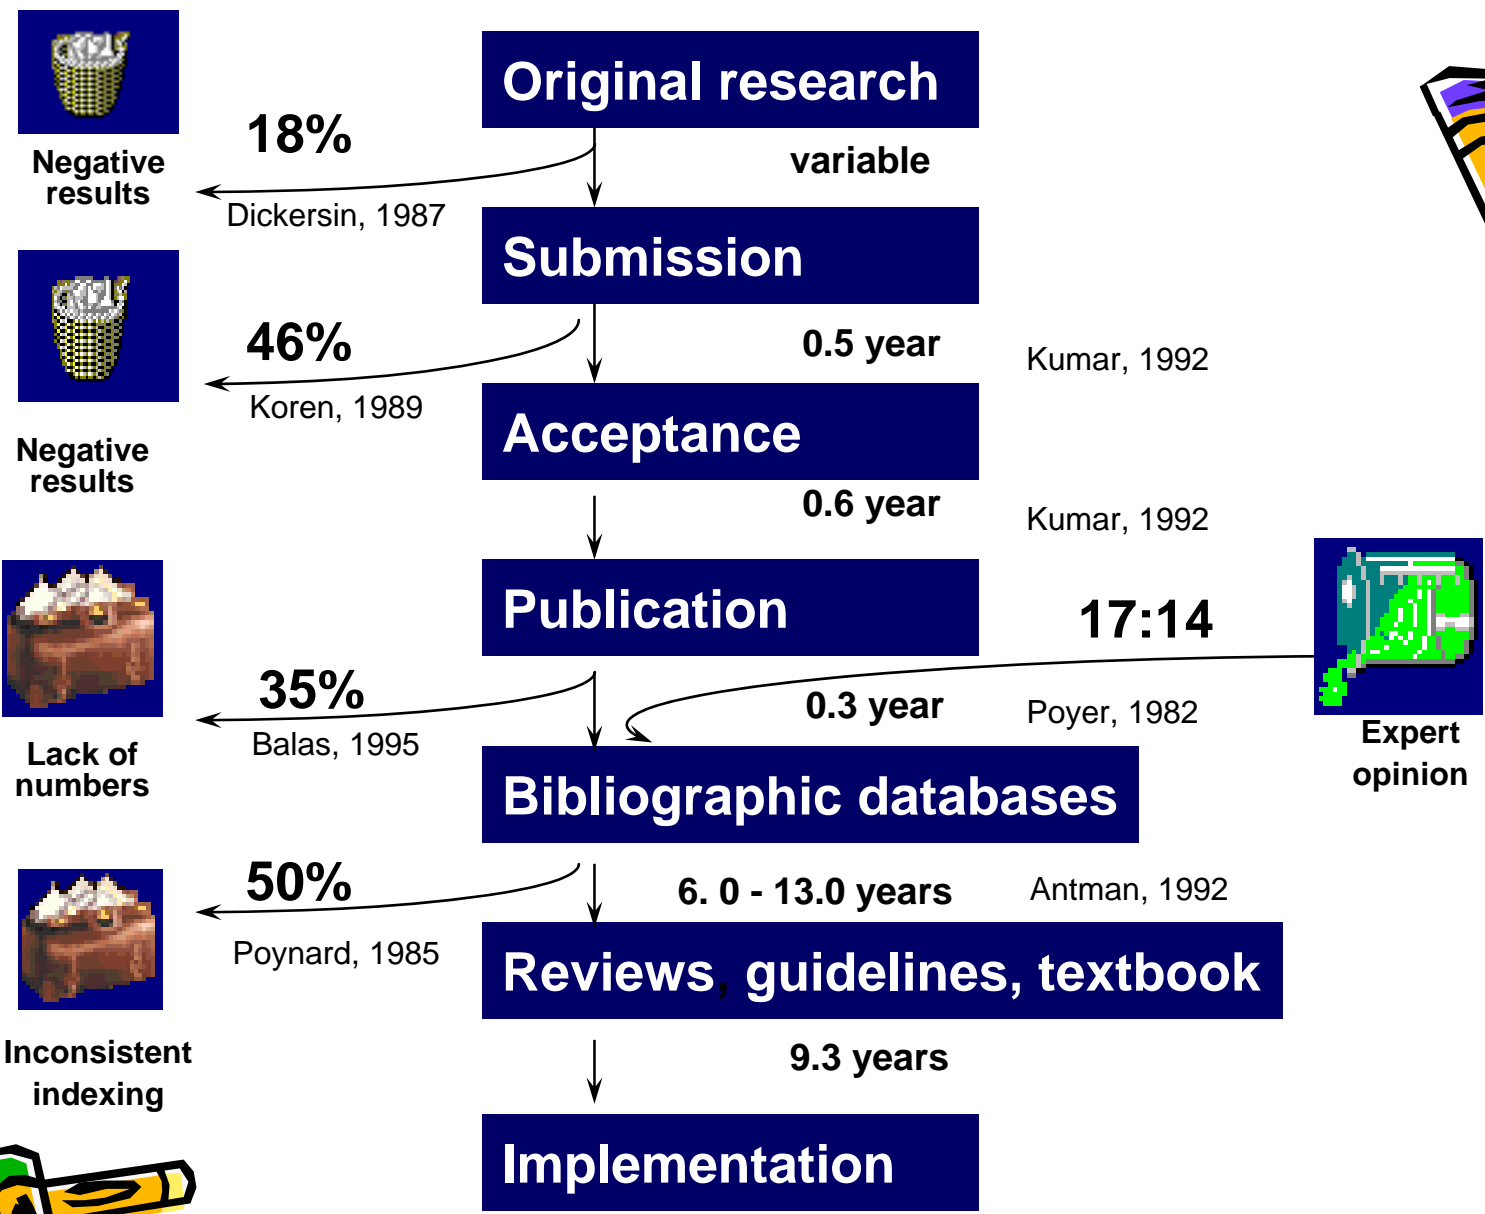 Original research
18%
variable
Negative
results
Dickersin, 1987
Submission
46%
0.5 year
Kumar, 1992
Koren, 1989
Acceptance
Negative
results
0.6 year
Kumar, 1992
Publication
17:14
35%
0.3 year
Poyer, 1982
Balas, 1995
Lack of
numbers
Expert
opinion
Bibliographic databases
50%
6. 0 - 13.0 years
Antman, 1992
Poynard, 1985
Reviews, guidelines, textbook
Inconsistent
indexing
9.3 years
Implementation